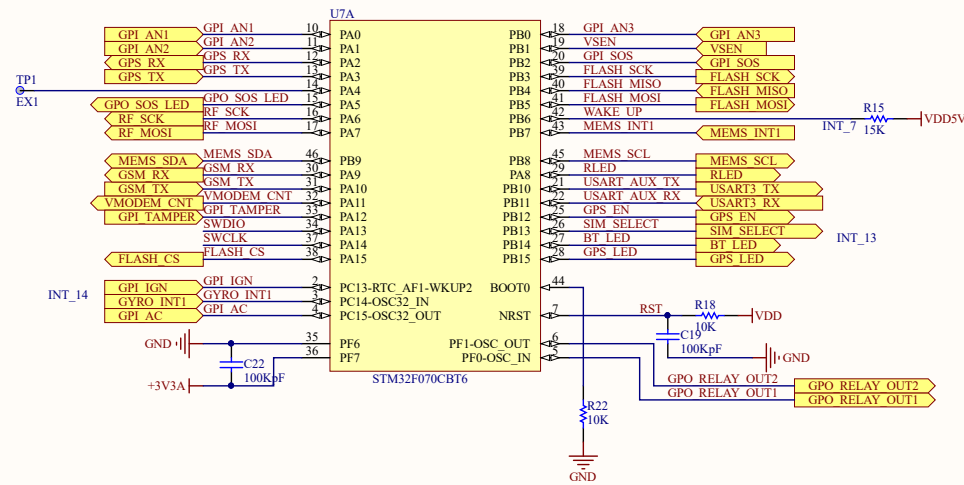 U7A
GPI_AN1 GPI_AN1 10 PA0 PB0 18 GPI_AN3 GPI_AN3
GPI_AN2 GPI_AN2 11 PA1 PB1 19 VSEN VSEN
GPS_RX GPS_RX 12 PA2 PB2 20 GPI_SOS GPI_SOS
GPS_TX GPS_TX 13 PA3 PB3 39 FLASH_SCK FLASH_SCK
TP1 14 PA4 PB4 40 FLASH_MISO FLASH_MISO
EX1
GPO_SOS_LED GPO_SOS_LED 15 PA5 PB5 41 FLASH_MOSI FLASH_MOSI
RF_SCK RF_SCK 16 PA6 PB6 42 WAKE_UP R15 VDD5V
RF_MOSI RF_MOSI 17 PA7 PB7 43 MEMS_INT1 MEMS_INT1 INT_7 15K
MEMS_SDA MEMS_SDA 46 PB9 PB8 45 MEMS_SCL MEMS_SCL
GSM_RX GSM_RX 30 PA9 PA8 29 RLED RLED
GSM_TX GSM_TX 31 PA10 PB10 21 USART_AUX_TX USART3_TX
VMODEM_CNT VMODEM_CNT 32 PA11 PB11 22 USART_AUX_RX USART3_RX
GPI_TAMPER GPI_TAMPER 33 PA12 PB12 25 GPS_EN GPS_EN
SWDIO 34 PA13 PB13 26 SIM_SELECT SIM_SELECT INT_13
SWCLK 37 PA14 PB14 27 BT_LED BT_LED
FLASH_CS FLASH_CS 38 PA15 PB15 28 GPS_LED GPS_LED
GPI_IGN GPI_IGN 2 PC13-RTC_AF1-WKUP2 BOOT0 44
INT_14 GYRO_INT1 GYRO_INT1 3 PC14-OSC32_IN
GPI_AC GPI_AC 4 PC15-OSC32_OUT NRST 7 RST R18 10K VDD
GND 35 PF6 PF1-OSC_OUT 6 C19 100KpF GND
36 PF7 PF0-OSC_IN 5
C22
100KpF
+3V3A
STM32F070CBT6
GPO_RELAY_OUT2 GPO_RELAY_OUT2
GPO_RELAY_OUT1 GPO_RELAY_OUT1
R22
10K
GND